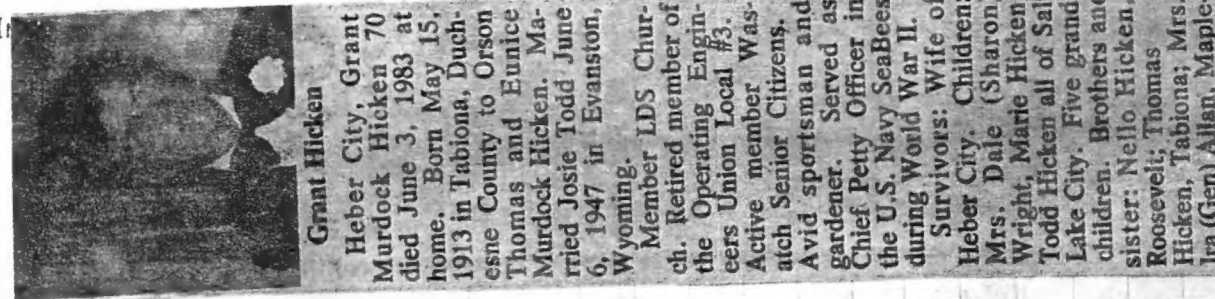 Grant Hicken
Heber City, Grant
Murdock Hicken 70
died June 3, 1983 at
home. Born May 15,
1913 in Tabiona, Duch-
esne County to Orson
Thomas and Eunice
Murdock Hicken. Ma-
rried Josie Todd June
6, 1947 in Evanston,
Wyoming.
Member LDS Chur-
ch. Retired member of
the Operating Engin-
eers Union Local #3.
Active member Was-
atch Senior Citizens.
Avid sportsman and
gardener. Served as
Chief Petty Officer in
the U.S. Navy SeaBees
during World War II.
Survivors: Wife of
Heber City. Children:
Mrs. Dale (Sharon)
Wright, Marie Hicken,
Todd Hicken all of Salt
Lake City. Five grand
children. Brothers and
sister: Nello Hicken,
Roosevelt; Thomas
Hicken, Tabiona; Mrs.
Ira (Gen) Allan, Maple-